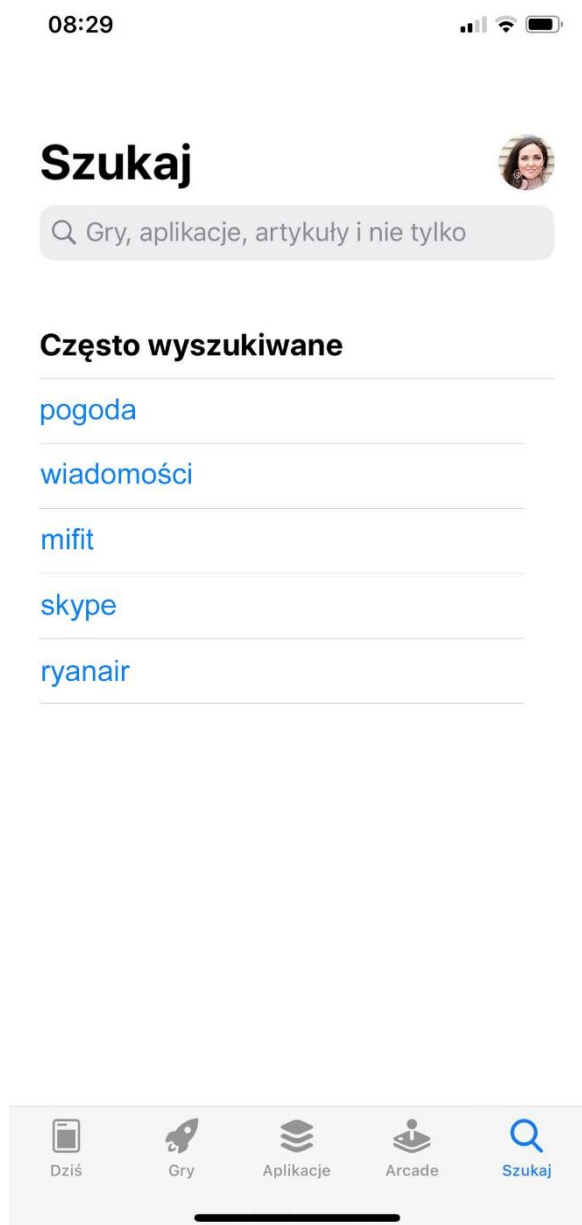 08:29
Szukaj
Gry, aplikacje, artykuły i nie tylko
Często wyszukiwane
pogoda
wiadomości
mifit
skype
ryanair
Dziś Gry Aplikacje Arcade Szukaj